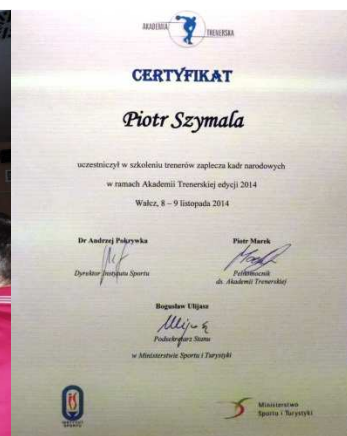 AKADEMIA TRENERSKA
CERTYFIKAT
Piotr Szymala
uczestniczył w szkoleniu trenerów zaplecza kadr narodowych
w ramach Akademii Trenerskiej edycji 2014
Wałcz, 8 – 9 listopada 2014
Dr Andrzej Pokrywka
Dyrektor Instytutu Sportu
Piotr Marek
Pełnomocnik
ds. Akademii Trenerskiej
Bogusław Ulijasz
Podsekretarz Stanu
w Ministerstwie Sportu i Turystyki
INSTYTUT
SPORTU
Ministerstwo
Sportu i Turystyki